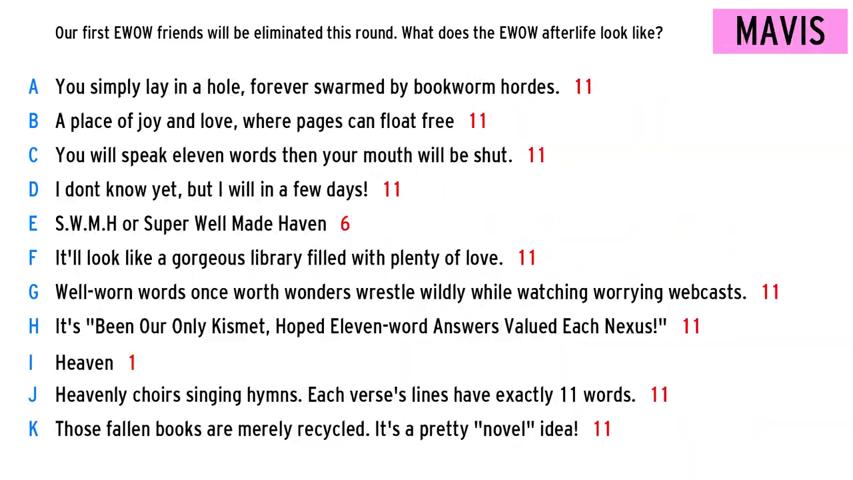 Our first EWOW friends will be eliminated this round. What does the EWOW afterlife look like?
MAVIS
A You simply lay in a hole, forever swarmed by bookworm hordes. 11
B A place of joy and love, where pages can float free 11
C You will speak eleven words then your mouth will be shut. 11
D I dont know yet, but I will in a few days! 11
E S.W.M.H or Super Well Made Haven 6
F It'll look like a gorgeous library filled with plenty of love. 11
G Well-worn words once worth wonders wrestle wildly while watching worrying webcasts. 11
H It's "Been Our Only Kismet, Hoped Eleven-word Answers Valued Each Nexus!" 11
I Heaven 1
J Heavenly choirs singing hymns. Each verse's lines have exactly 11 words. 11
K Those fallen books are merely recycled. It's a pretty "novel" idea! 11